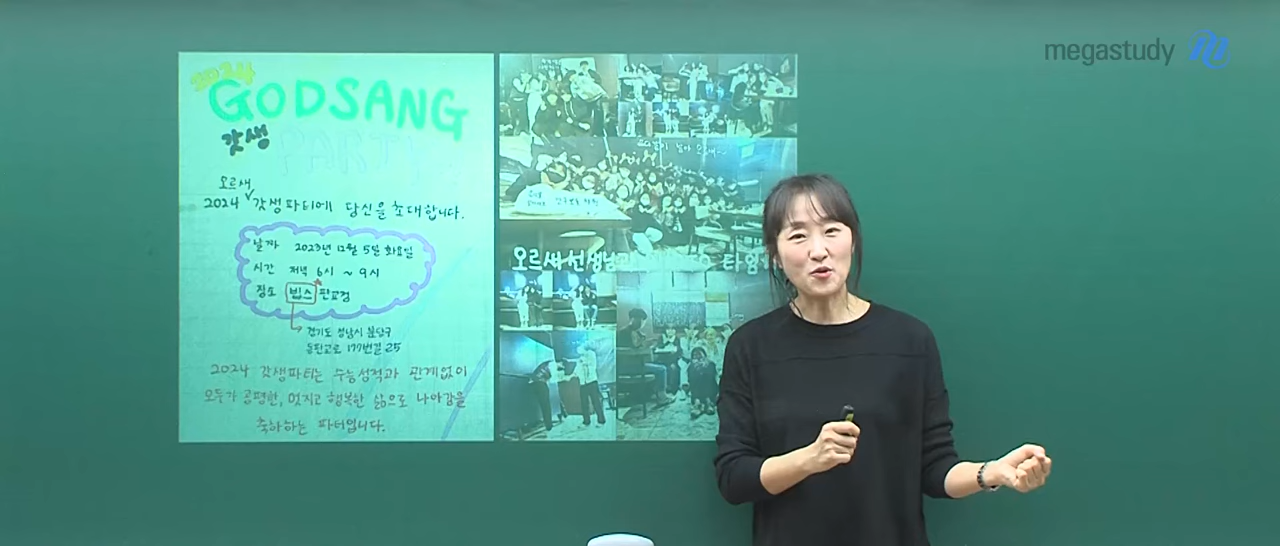 megastudy
2024
GODSANG
갓생
PARTY
오르새
2024 갓생파티에 당신을 초대합니다.
날짜 2023년 12월 5일 화요일
시간 저녁 6시 ~ 9시
장소 빕스 판교점
경기도 성남시 분당구
동판교로 177번길 25
2024 갓생파티는 수능성적과 관계없이
모두가 공평한, 멋지고 행복한 삶으로 나아감을
축하하는 파티입니다.
오르새선생님과 타임